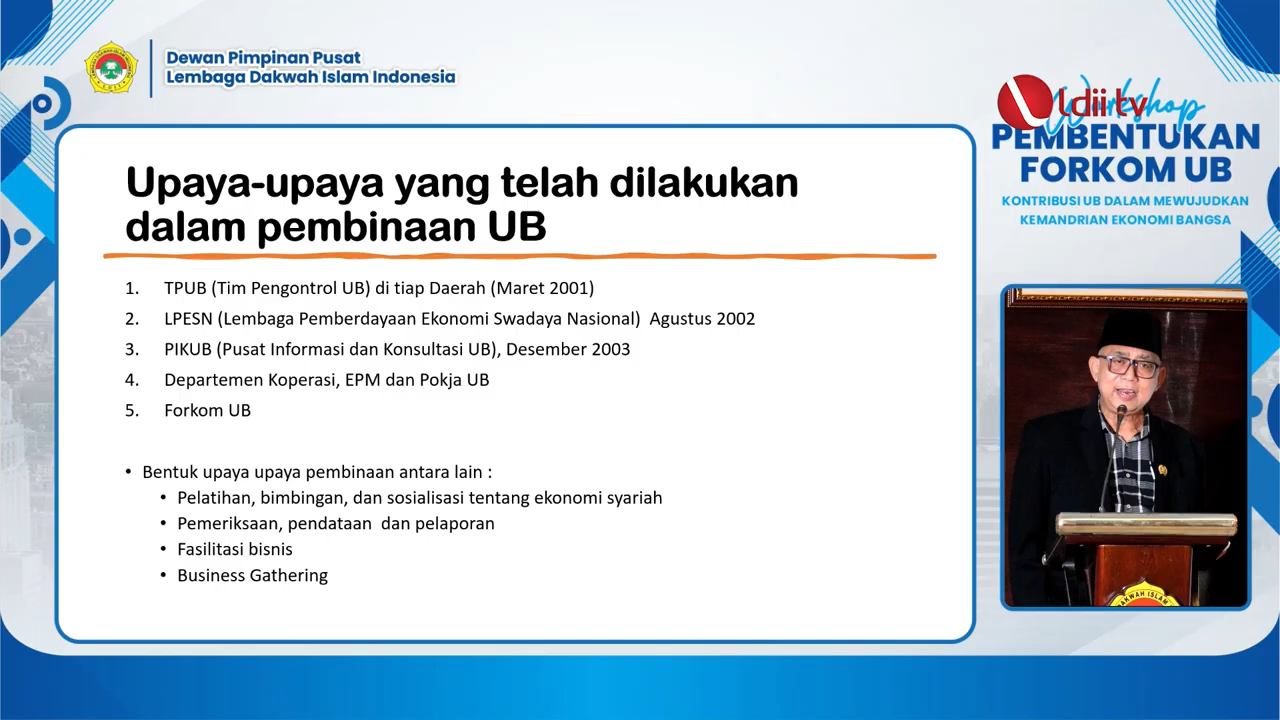 Dewan Pimpinan Pusat
Lembaga Dakwah Islam Indonesia
Workshop
ldii tv
PEMBENTUKAN
FORKOM UB
KONTRIBUSI UB DALAM MEWUJUDKAN
KEMANDRIAN EKONOMI BANGSA
Upaya-upaya yang telah dilakukan
dalam pembinaan UB
1. TPUB (Tim Pengontrol UB) di tiap Daerah (Maret 2001)
2. LPESN (Lembaga Pemberdayaan Ekonomi Swadaya Nasional)  Agustus 2002
3. PIKUB (Pusat Informasi dan Konsultasi UB), Desember 2003
4. Departemen Koperasi, EPM dan Pokja UB
5. Forkom UB
• Bentuk upaya upaya pembinaan antara lain :
• Pelatihan, bimbingan, dan sosialisasi tentang ekonomi syariah
• Pemeriksaan, pendataan  dan pelaporan
• Fasilitasi bisnis
• Business Gathering
DAKWAH ISLAM